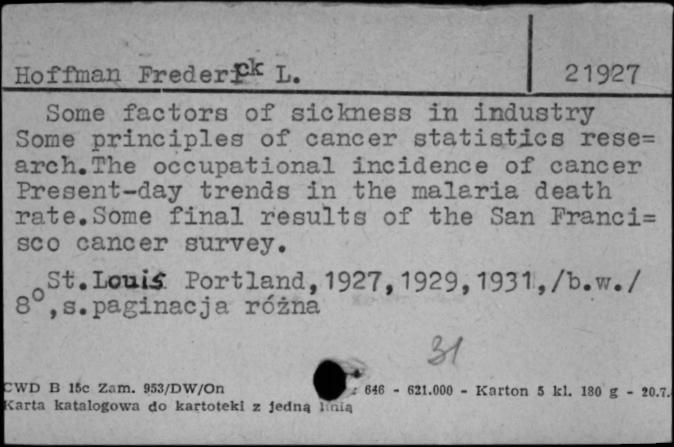 Hoffman Frederick L.
21927
Some factors of sickness in industry
Some principles of cancer statistics rese=
arch.The occupational incidence of cancer
Present-day trends in the malaria death
rate.Some final results of the San Franci=
sco cancer survey.
St.Louis Portland,1927,1929,1931,/b.w./
8°,s.paginacja różna
31
CWD B 15c Zam. 953/DW/On 646 - 621.000 - Karton 5 kl. 180 g - 20.7.
Karta katalogowa do kartoteki z jedną linią